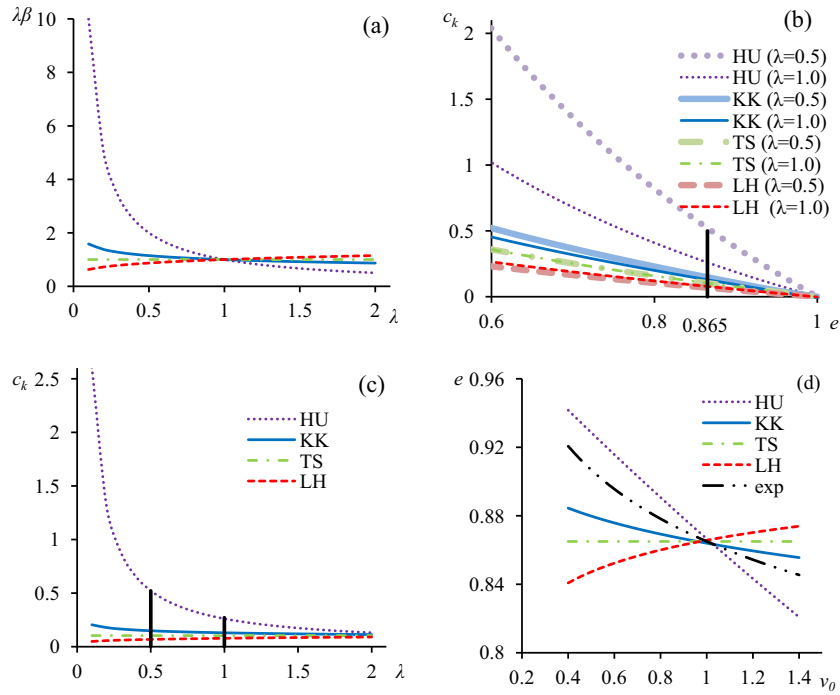 λβ
(a)
10
8
6
4
2
0
0 0.5 1 1.5 2
λ
c_k
(b)
2
1.5
1
0.5
0
HU (λ=0.5)
HU (λ=1.0)
KK (λ=0.5)
KK (λ=1.0)
TS (λ=0.5)
TS (λ=1.0)
LH (λ=0.5)
LH (λ=1.0)
0.6 0.8 0.865 1 e
c_k
(c)
2.5
2
1.5
1
0.5
0
HU
KK
TS
LH
0 0.5 1 1.5 2 λ
e
(d)
0.96
0.92
0.88
0.84
0.8
HU
KK
TS
LH
exp
0.2 0.4 0.6 0.8 1 1.2 1.4 v_0